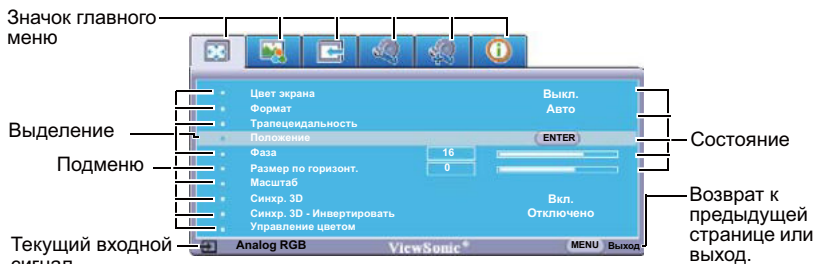 Значок главного
меню
Цвет экрана Выкл.
Формат Авто
Трапецеидальность
Выделение
Положение ENTER
Состояние
Подменю
Фаза 16
Размер по горизонт. 0
Масштаб
Синхр. 3D Вкл.
Синхр. 3D - Инвертировать Отключено
Управление цветом
Возврат к
предыдущей
странице или
выход.
Текущий входной
сигнал
Analog RGB ViewSonic® MENU Выход